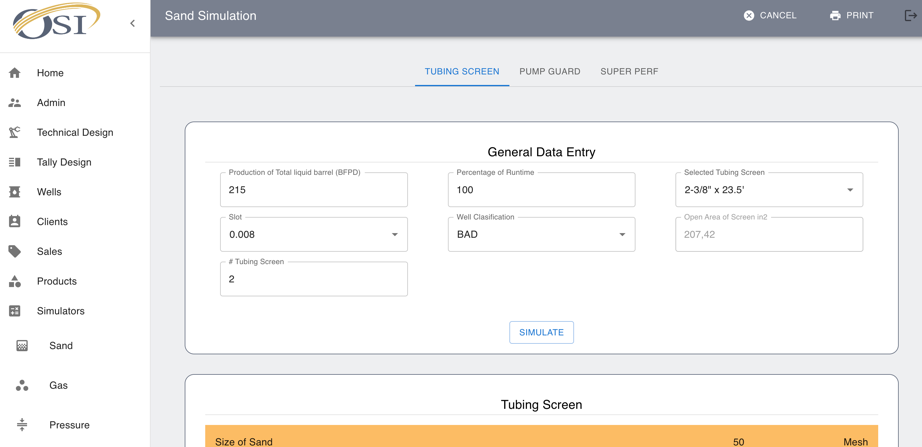 OSI
Sand Simulation
CANCEL
PRINT
Home
Admin
Technical Design
Tally Design
Wells
Clients
Sales
Products
Simulators
Sand
Gas
Pressure
TUBING SCREEN
PUMP GUARD
SUPER PERF
General Data Entry
Production of Total liquid barrel (BFPD)
215
Percentage of Runtime
100
Selected Tubing Screen
2-3/8" x 23.5'
Slot
0.008
Well Clasification
BAD
Open Area of Screen in2
207,42
# Tubing Screen
2
SIMULATE
Tubing Screen
Size of Sand 50 Mesh